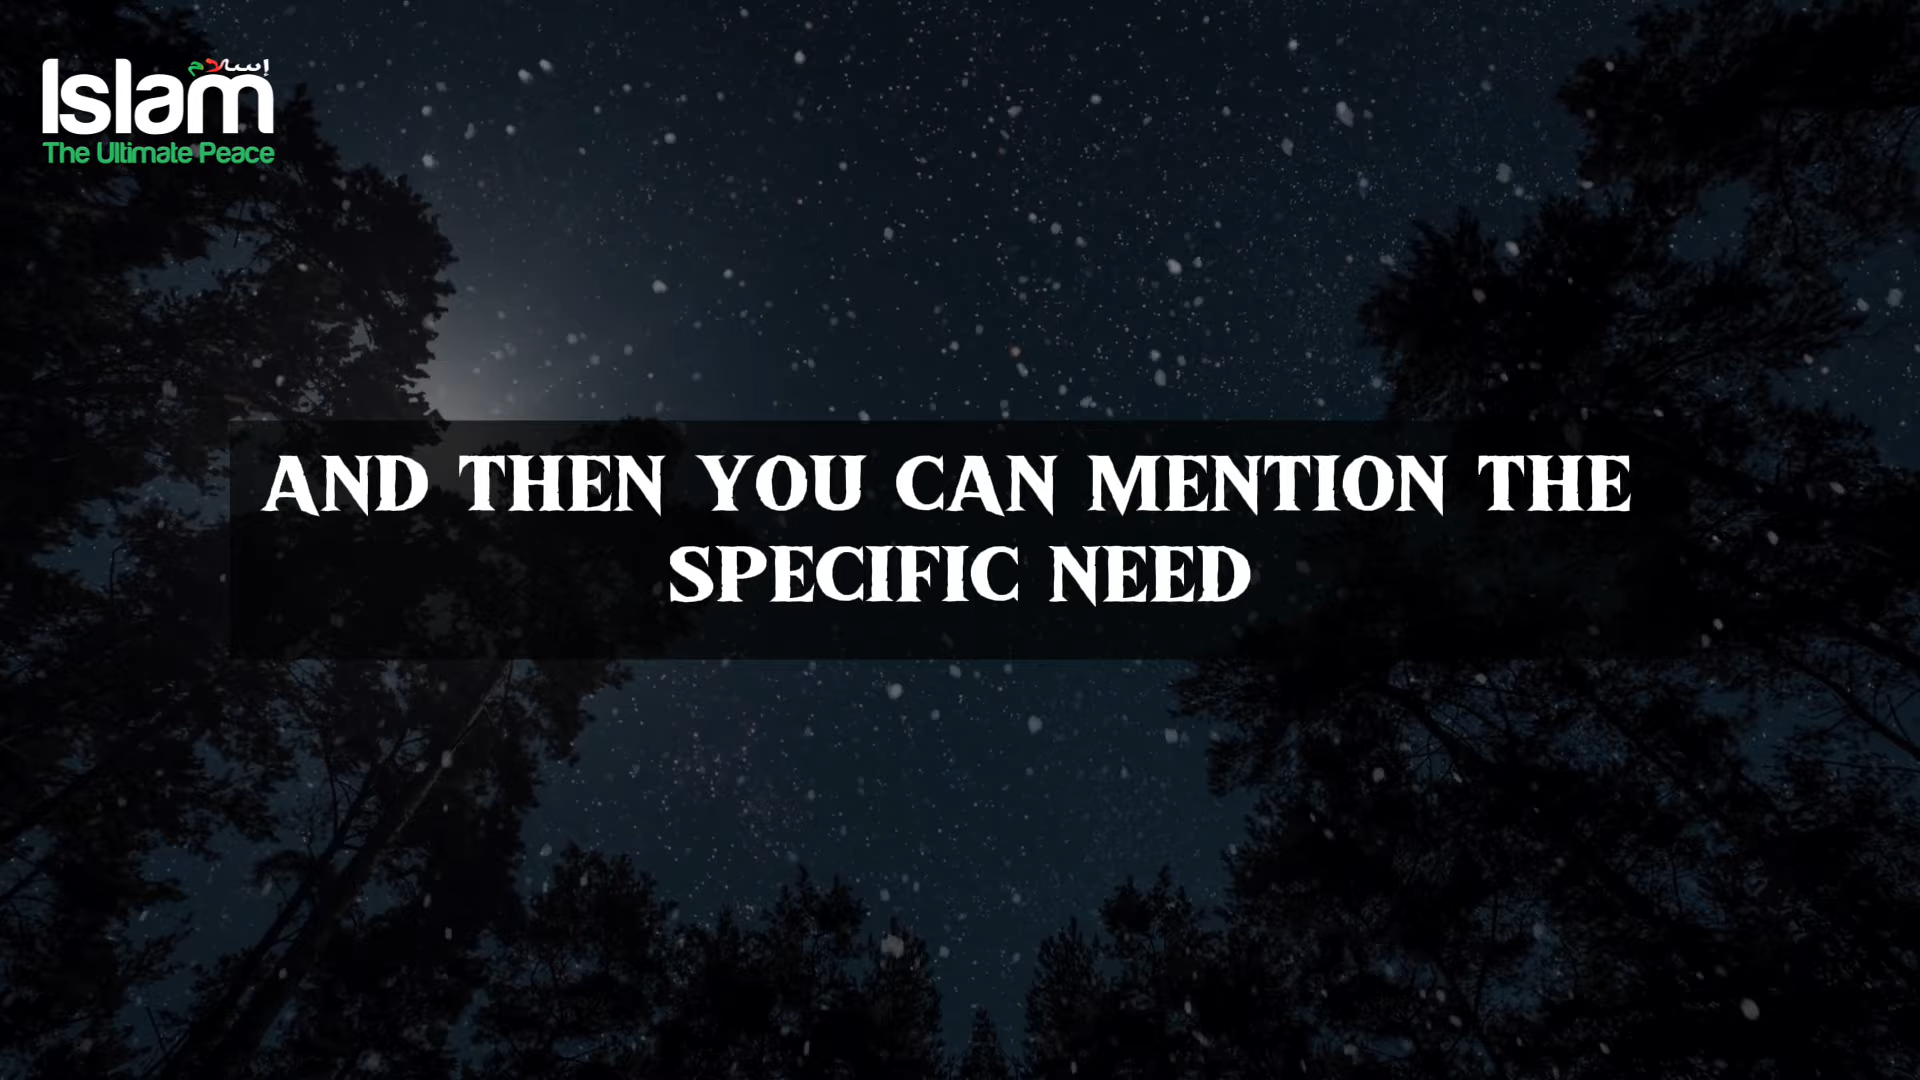 إسلام
Islam
The Ultimate Peace
AND THEN YOU CAN MENTION THE
SPECIFIC NEED